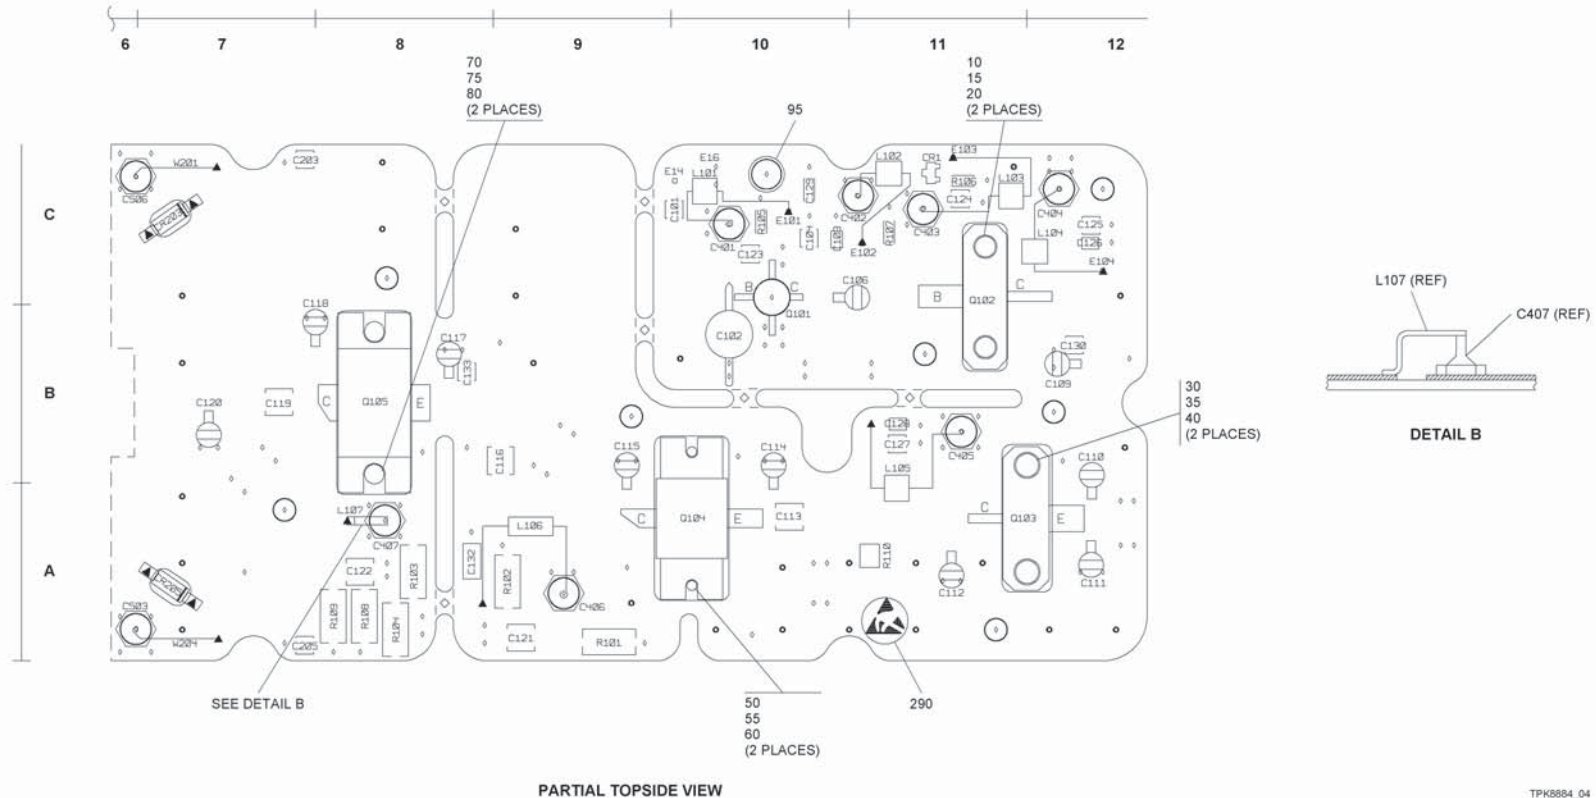 6 7 8 9 10 11 12
70
75
80
(2 PLACES)
95
10
15
20
(2 PLACES)
C
B
A
W201
C203
C506
CR203
E14
E16
L101
C101
C401
R105
E101
C123
C129
C104
C103
L102
C402
E102
R107
CR1
E103
R106
C124
L103
C403
C404
L104
C125
C126
E104
B C
Q101
C102
C106
B C
Q102
C130
C109
C118
C117
C133
C120
C119
C Q105 E
C116
C115
C114
C128
C127
C405
L105
C110
30
35
40
(2 PLACES)
L107
C407
L106
C Q104 E
C113
C Q103 E
R110
C112
C111
C132
R102
C406
C122
R103
R109
R108
R104
CR205
C503
W204
C205
C121
R101
SEE DETAIL B
50
55
60
(2 PLACES)
290
L107 (REF)
C407 (REF)
DETAIL B
PARTIAL TOPSIDE VIEW
TPK8884_04